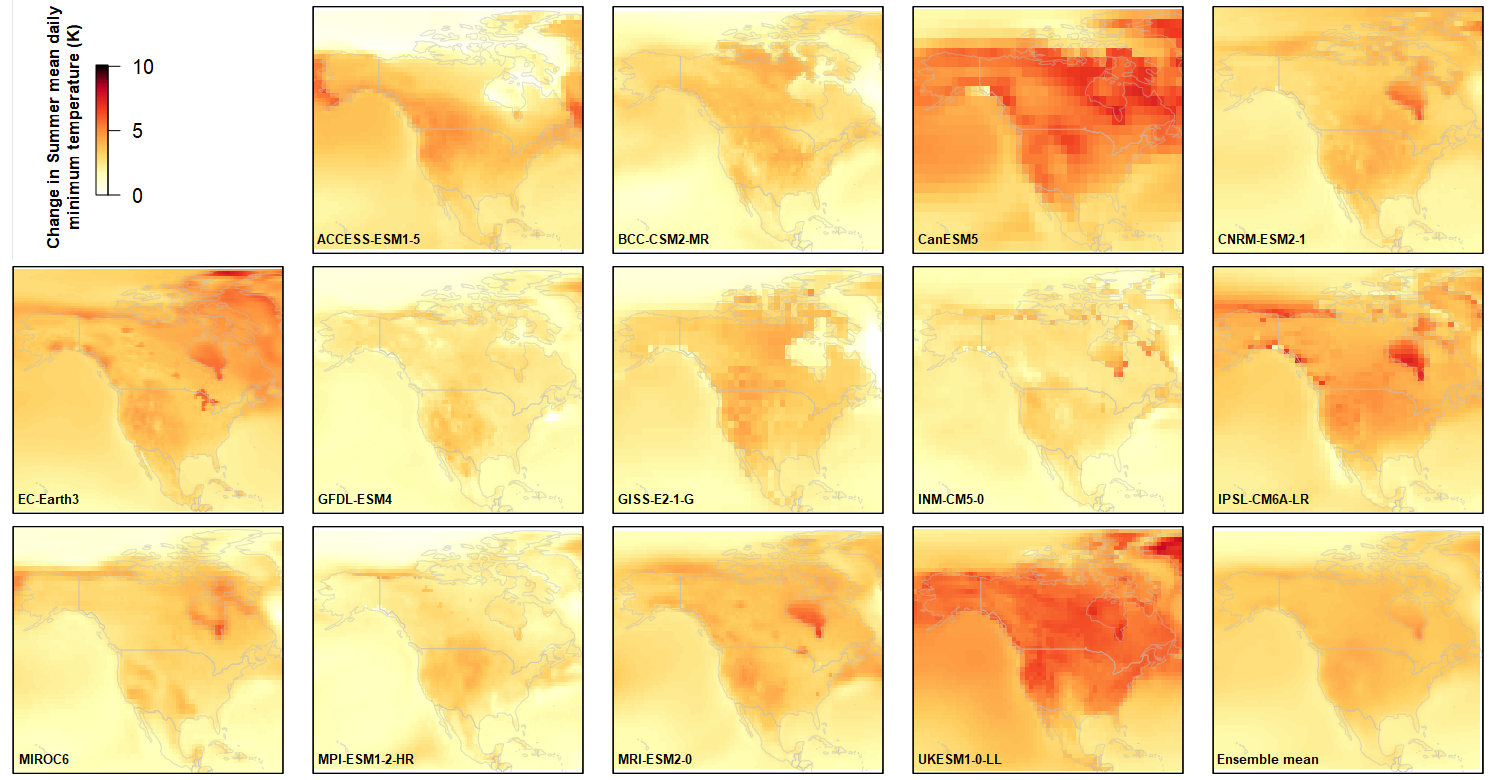 Change in Summer mean daily
minimum temperature (K)
10
5
0
ACCESS-ESM1-5
BCC-CSM2-MR
CanESM5
CNRM-ESM2-1
EC-Earth3
GFDL-ESM4
GISS-E2-1-G
INM-CM5-0
IPSL-CM6A-LR
MIROC6
MPI-ESM1-2-HR
MRI-ESM2-0
UKESM1-0-LL
Ensemble mean